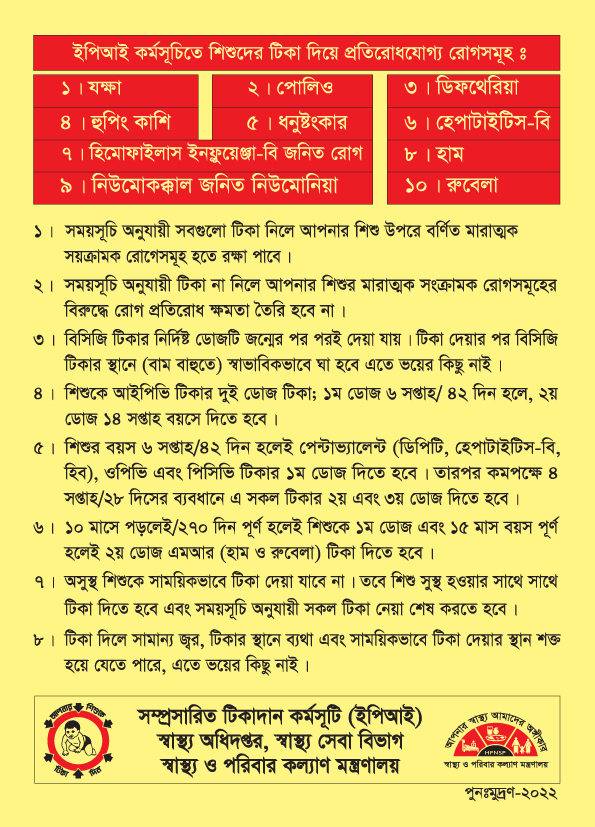 ইপিআই কর্মসূচিতে শিশুদের টিকা দিয়ে প্রতিরোধযোগ্য রোগসমূহ ঃ
১। যক্ষা ২। পোলিও ৩। ডিফথেরিয়া
৪। হুপিং কাশি ৫। ধনুষ্টংকার ৬। হেপাটাইটিস-বি
৭। হিমোফাইলাস ইনফ্লুয়েঞ্জা-বি জনিত রোগ ৮। হাম
৯। নিউমোকক্কাল জনিত নিউমোনিয়া ১০। রুবেলা
১। সময়সূচি অনুযায়ী সবগুলো টিকা নিলে আপনার শিশু উপরে বর্ণিত মারাত্মক
সয়ক্রামক রোগেসমূহ হতে রক্ষা পাবে।
২। সময়সূচি অনুযায়ী টিকা না নিলে আপনার শিশুর মারাত্মক সংক্রামক রোগসমূহের
বিরুদ্ধে রোগ প্রতিরোধ ক্ষমতা তৈরি হবে না।
৩। বিসিজি টিকার নির্দিষ্ট ডোজটি জন্মের পর পরই দেয়া যায়। টিকা দেয়ার পর বিসিজি
টিকার স্থানে (বাম বাহুতে) স্বাভাবিকভাবে ঘা হবে এতে ভয়ের কিছু নাই।
৪। শিশুকে আইপিভি টিকার দুই ডোজ টিকা; ১ম ডোজ ৬ সপ্তাহ/ ৪২ দিন হলে, ২য়
ডোজ ১৪ সপ্তাহ বয়সে দিতে হবে।
৫। শিশুর বয়স ৬ সপ্তাহ/৪২ দিন হলেই পেন্টাভ্যালেন্ট (ডিপিটি, হেপাটাইটিস-বি,
হিব), ওপিভি এবং পিসিভি টিকার ১ম ডোজ দিতে হবে। তারপর কমপক্ষে ৪
সপ্তাহ/২৮ দিসের ব্যবধানে এ সকল টিকার ২য় এবং ৩য় ডোজ দিতে হবে।
৬। ১০ মাসে পড়লেই/২৭০ দিন পূর্ণ হলেই শিশুকে ১ম ডোজ এবং ১৫ মাস বয়স পূর্ণ
হলেই ২য় ডোজ এমআর (হাম ও রুবেলা) টিকা দিতে হবে।
৭। অসুস্থ শিশুকে সাময়িকভাবে টিকা দেয়া যাবে না। তবে শিশু সুস্থ হওয়ার সাথে সাথে
টিকা দিতে হবে এবং সময়সূচি অনুযায়ী সকল টিকা নেয়া শেষ করতে হবে।
৮। টিকা দিলে সামান্য জ্বর, টিকার স্থানে ব্যথা এবং সাময়িকভাবে টিকা দেয়ার স্থান শক্ত
হয়ে যেতে পারে, এতে ভয়ের কিছু নাই।
আপনার শিশুকে
টিকা দিন
সম্প্রসারিত টিকাদান কর্মসূটি (ইপিআই)
স্বাস্থ্য অধিদপ্তর, স্বাস্থ্য সেবা বিভাগ
স্বাস্থ্য ও পরিবার কল্যাণ মন্ত্রণালয়
আপনার স্বাস্থ্য আমাদের অঙ্গীকার
HPNSP
স্বাস্থ্য ও পরিবার কল্যাণ মন্ত্রণালয়
পুনঃমুদ্রণ-২০২২